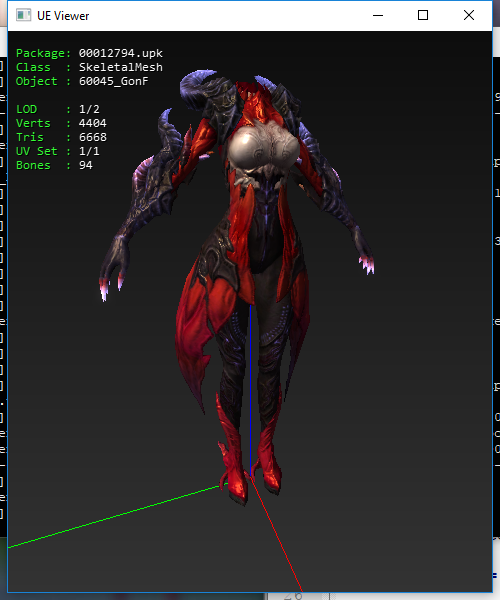 UE Viewer
Package: 00012794.upk
Class : SkeletalMesh
Object : 60045_GonF
LOD : 1/2
Verts : 4404
Tris : 6668
UV Set : 1/1
Bones : 94